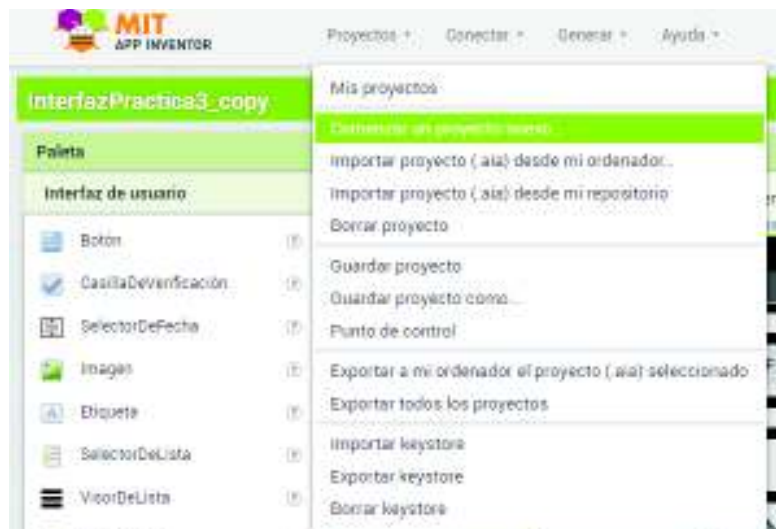 MIT
APP INVENTOR
Proyectos
Conectar
Generar
Ayuda
InterfazPractica3_copy
Mis proyectos
Comenzar un proyecto nuevo...
Importar proyecto (.aia) desde mi ordenador...
Importar proyecto (.aia) desde mi repositorio
Borrar proyecto
Guardar proyecto
Guardar proyecto como...
Punto de control
Exportar a mi ordenador el proyecto (.aia) seleccionado
Exportar todos los proyectos
Importar keystore
Exportar keystore
Borrar keystore
Paleta
Interfaz de usuario
Botón
CasillaDeVerificación
SelectorDeFecha
Imagen
Etiqueta
SelectorDeLista
VisorDeLista